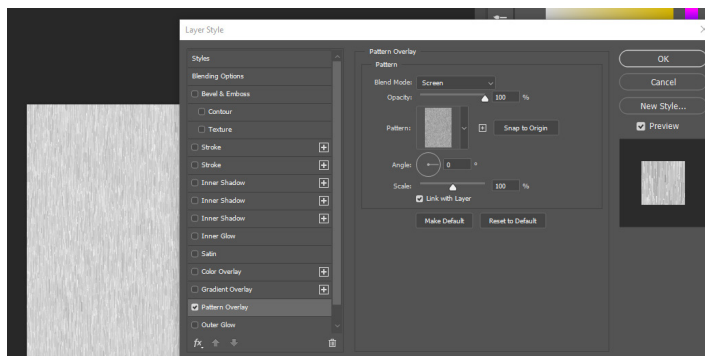 Layer Style
Styles
Blending Options
Bevel & Emboss
Contour
Texture
Stroke
Stroke
Inner Shadow
Inner Shadow
Inner Shadow
Inner Glow
Satin
Color Overlay
Gradient Overlay
Pattern Overlay
Outer Glow
fx
Pattern Overlay
Pattern
Blend Mode: Screen
Opacity: 100 %
Pattern: Snap to Origin
Angle: 0 °
Scale: 100 %
Link with Layer
Make Default Reset to Default
OK
Cancel
New Style...
Preview